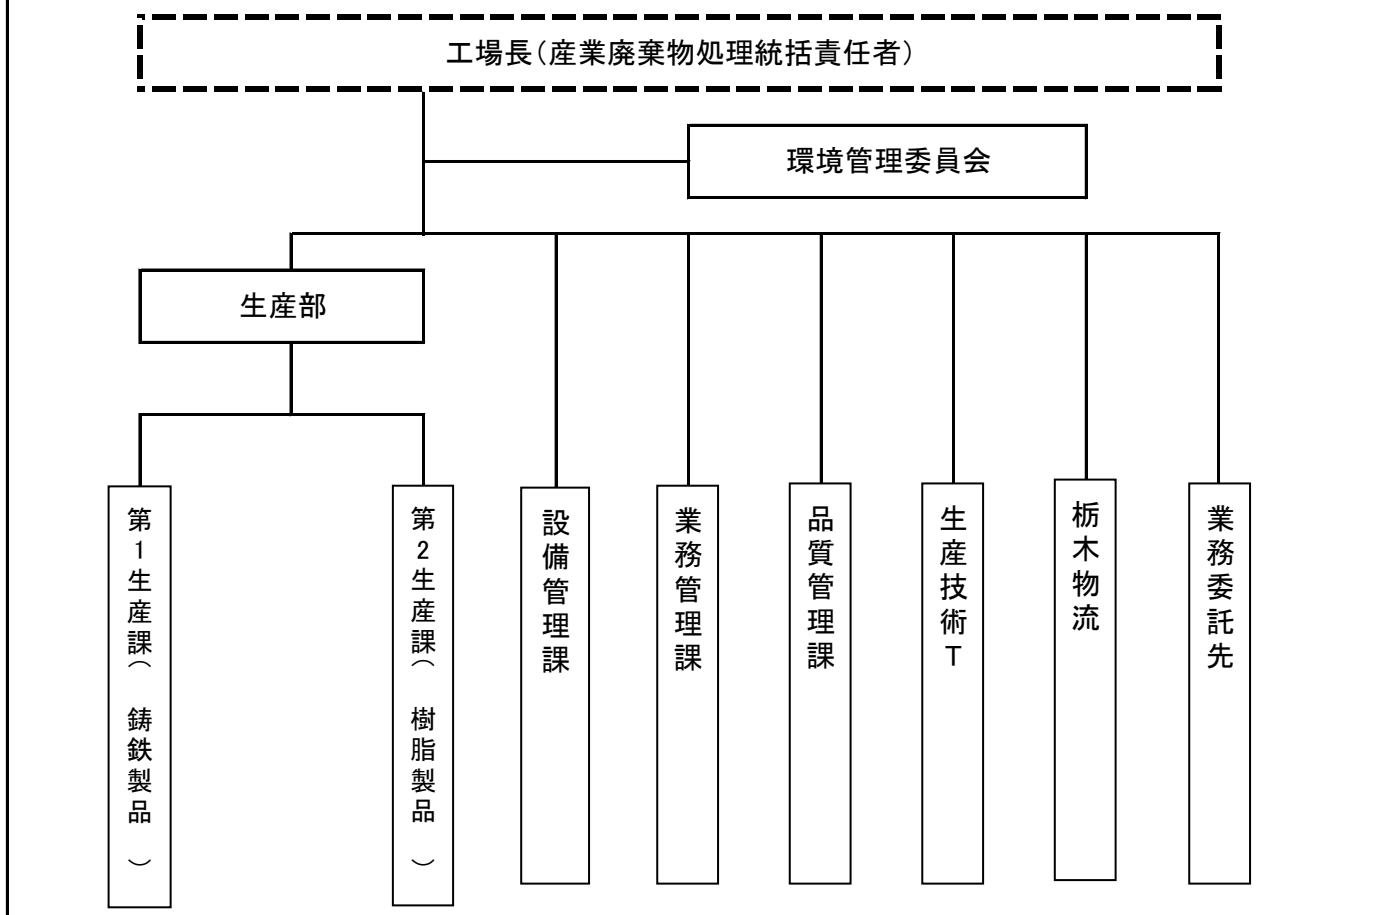 工場長（産業廃棄物処理統括責任者）
環境管理委員会
生産部
第1生産課（鋳鉄製品）
第2生産課（樹脂製品）
設備管理課
業務管理課
品質管理課
生産技術T
栃木物流
業務委託先